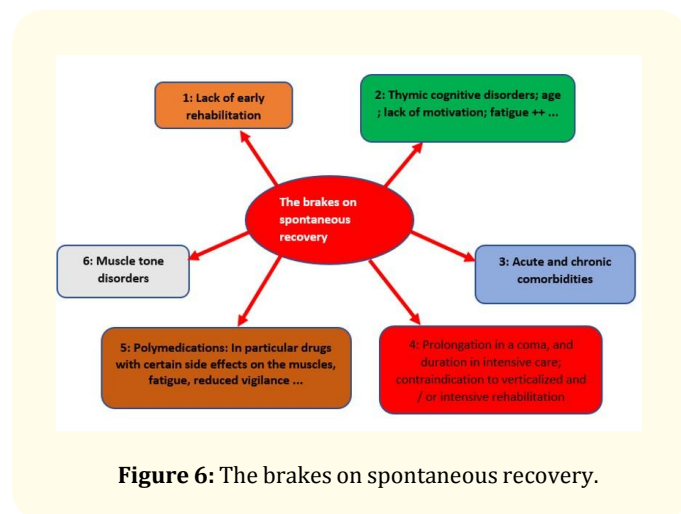 1: Lack of early
rehabilitation
2: Thymic cognitive disorders; age
; lack of motivation; fatigue ++ ...
The brakes on
spontaneous
recovery
6: Muscle tone
disorders
3: Acute and chronic
comorbidities
5: Polymedications: In particular drugs
with certain side effects on the muscles,
fatigue, reduced vigilance ...
4: Prolongation in a coma, and
duration in intensive care;
contraindication to verticalized and
/ or intensive rehabilitation
Figure 6: The brakes on spontaneous recovery.